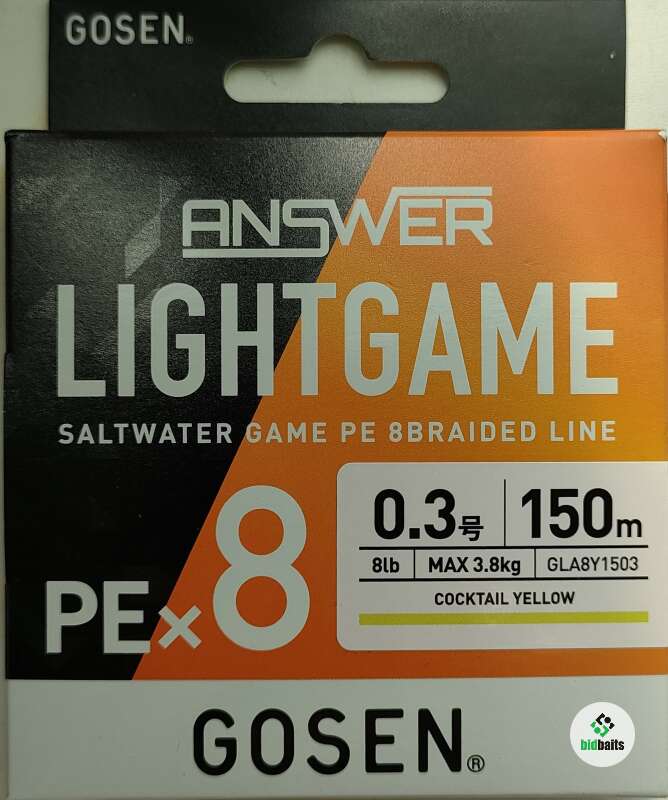 GOSEN®
ANSWER
LIGHTGAME
SALTWATER GAME PE 8BRAIDED LINE
PE×8
0.3号 150m
8lb MAX 3.8kg GLA8Y1503
COCKTAIL YELLOW
GOSEN®
bidbaits